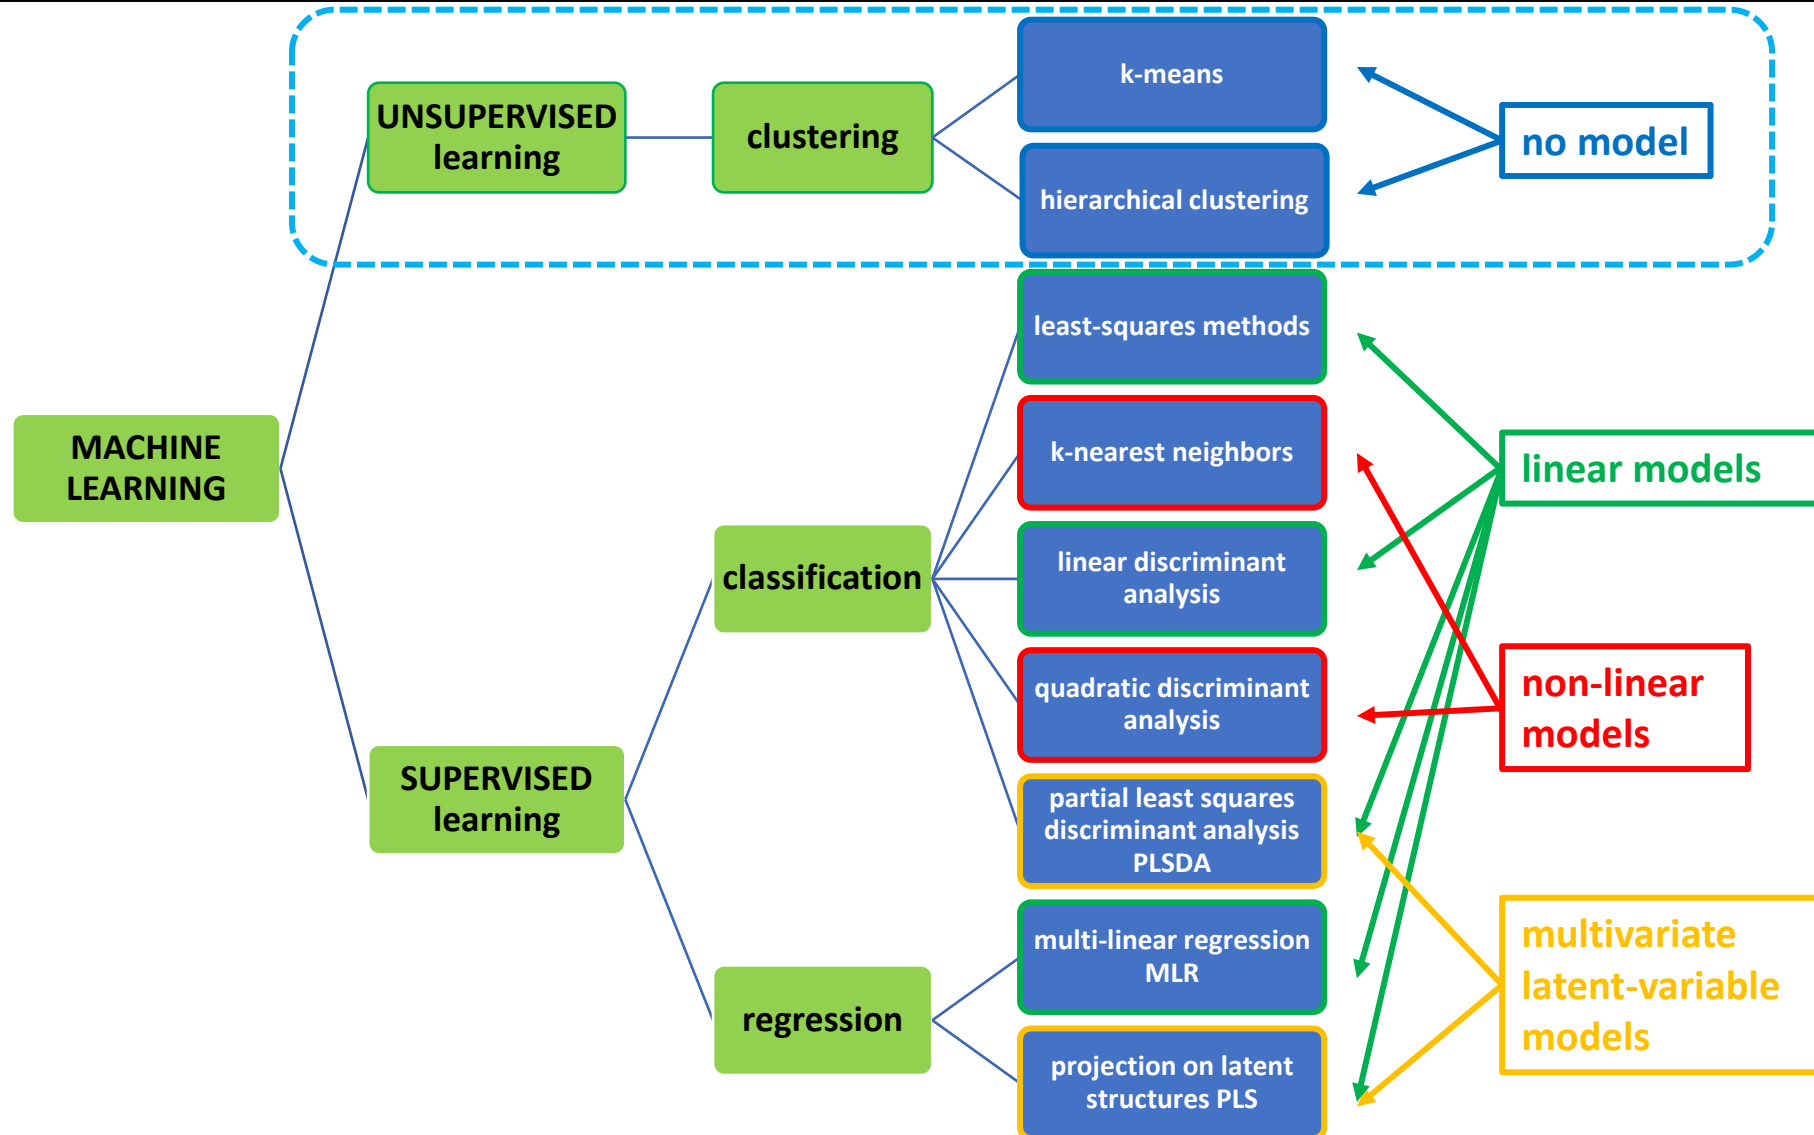 MACHINE
LEARNING
UNSUPERVISED
learning
clustering
k-means
hierarchical clustering
no model
SUPERVISED
learning
classification
least-squares methods
k-nearest neighbors
linear discriminant
analysis
quadratic discriminant
analysis
partial least squares
discriminant analysis
PLSDA
regression
multi-linear regression
MLR
projection on latent
structures PLS
linear models
non-linear
models
multivariate
latent-variable
models